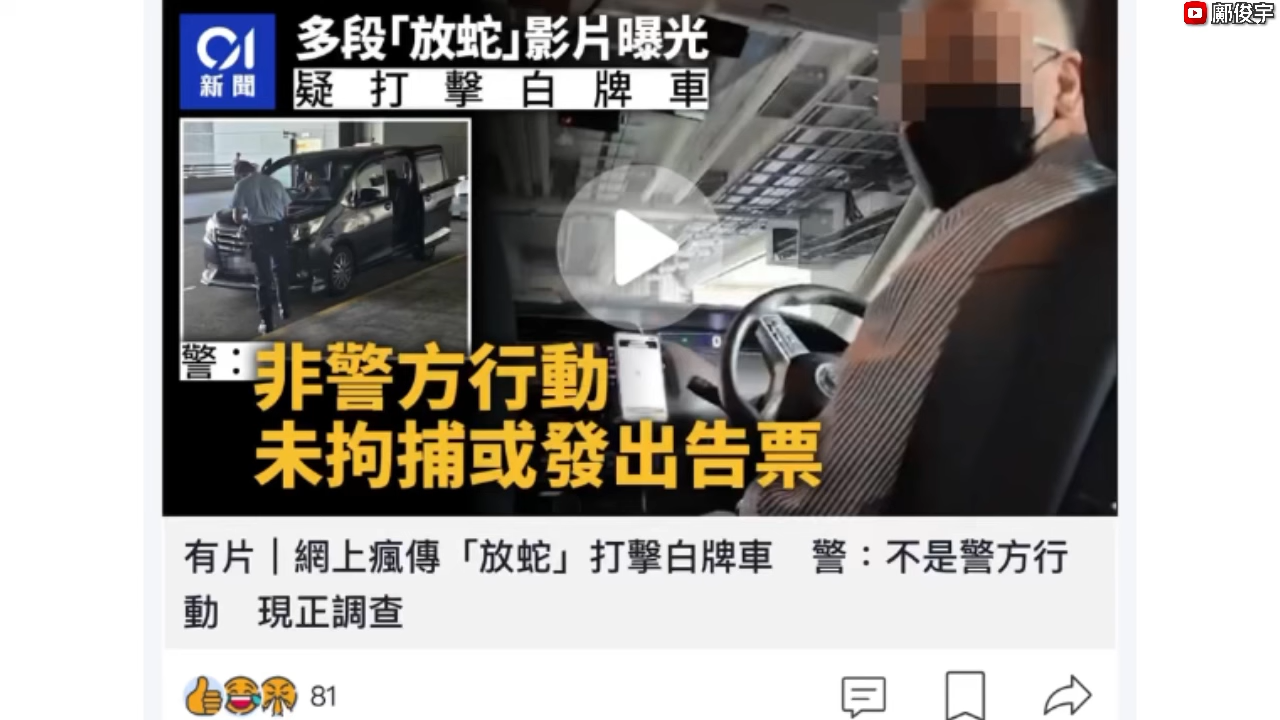 鄺俊宇
01
新聞
多段「放蛇」影片曝光
疑打擊白牌車
警：非警方行動
未拘捕或發出告票
有片｜網上瘋傳「放蛇」打擊白牌車　警：不是警方行
動　現正調查
81